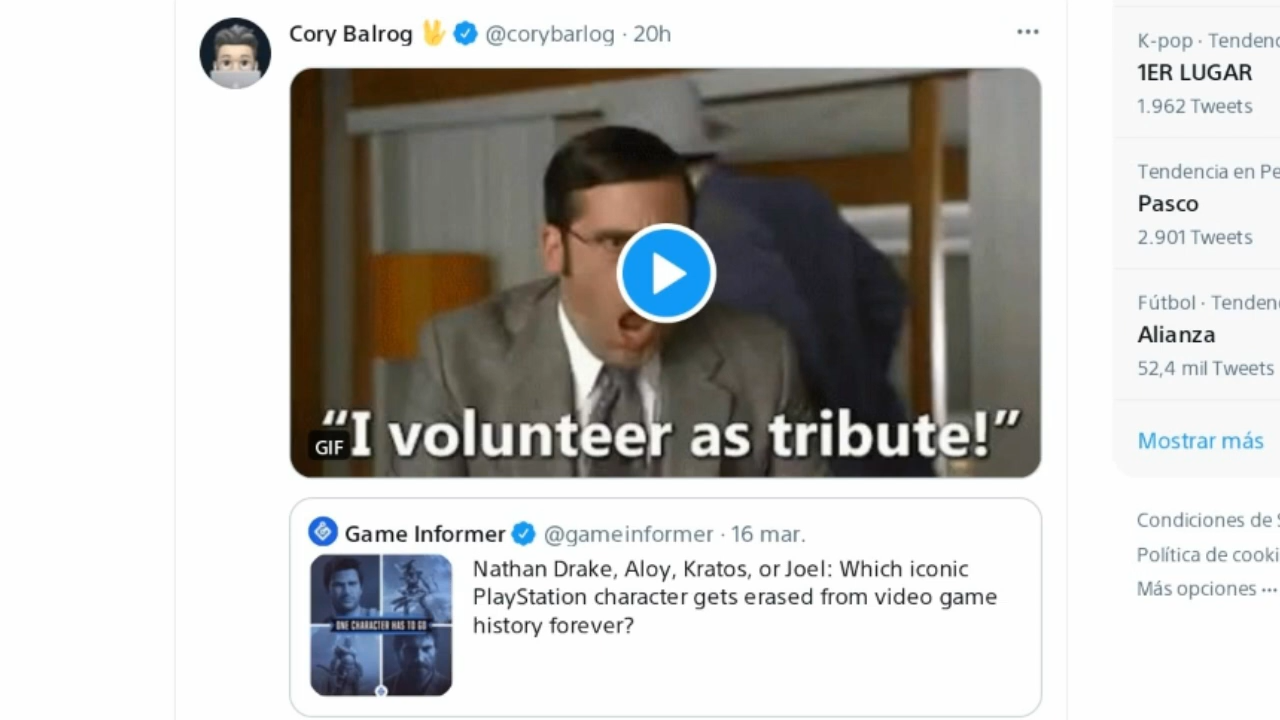 Cory Balrog 🖖 @corybarlog · 20h
GIF
“I volunteer as tribute!”
Game Informer @gameinformer · 16 mar.
Nathan Drake, Aloy, Kratos, or Joel: Which iconic
PlayStation character gets erased from video game
history forever?
ONE CHARACTER HAS TO GO
K-pop · Tendenc
1ER LUGAR
1.962 Tweets
Tendencia en Pe
Pasco
2.901 Tweets
Fútbol · Tendenc
Alianza
52,4 mil Tweets
Mostrar más
Condiciones de S
Política de cooki
Más opciones ···